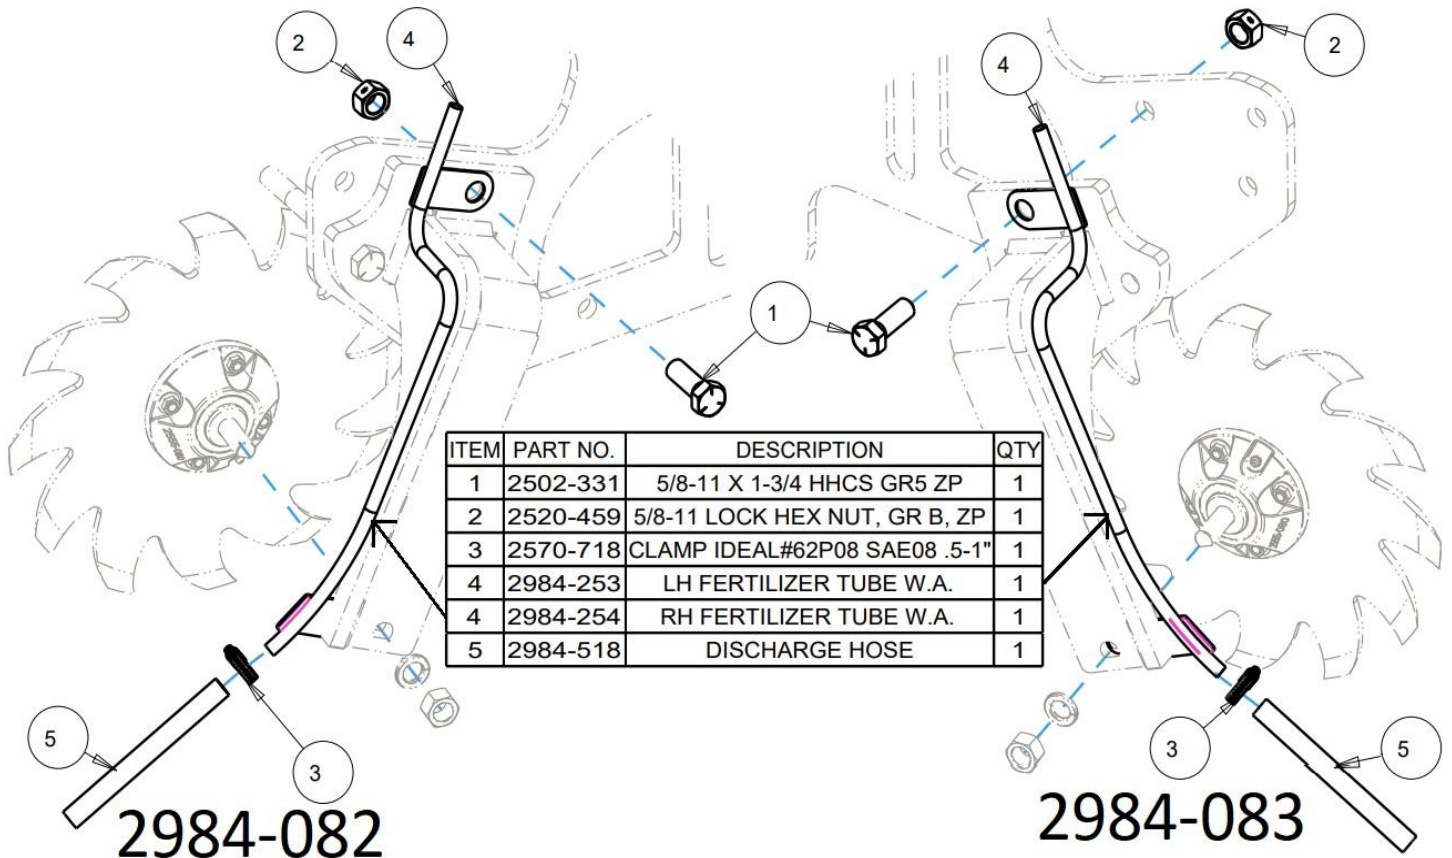 2
4
4
2
1
ITEM PART NO. DESCRIPTION QTY
1 2502-331 5/8-11 X 1-3/4 HHCS GR5 ZP 1
2 2520-459 5/8-11 LOCK HEX NUT, GR B, ZP 1
3 2570-718 CLAMP IDEAL#62P08 SAE08 .5-1" 1
4 2984-253 LH FERTILIZER TUBE W.A. 1
4 2984-254 RH FERTILIZER TUBE W.A. 1
5 2984-518 DISCHARGE HOSE 1
5
3
3
5
2984-082
2984-083